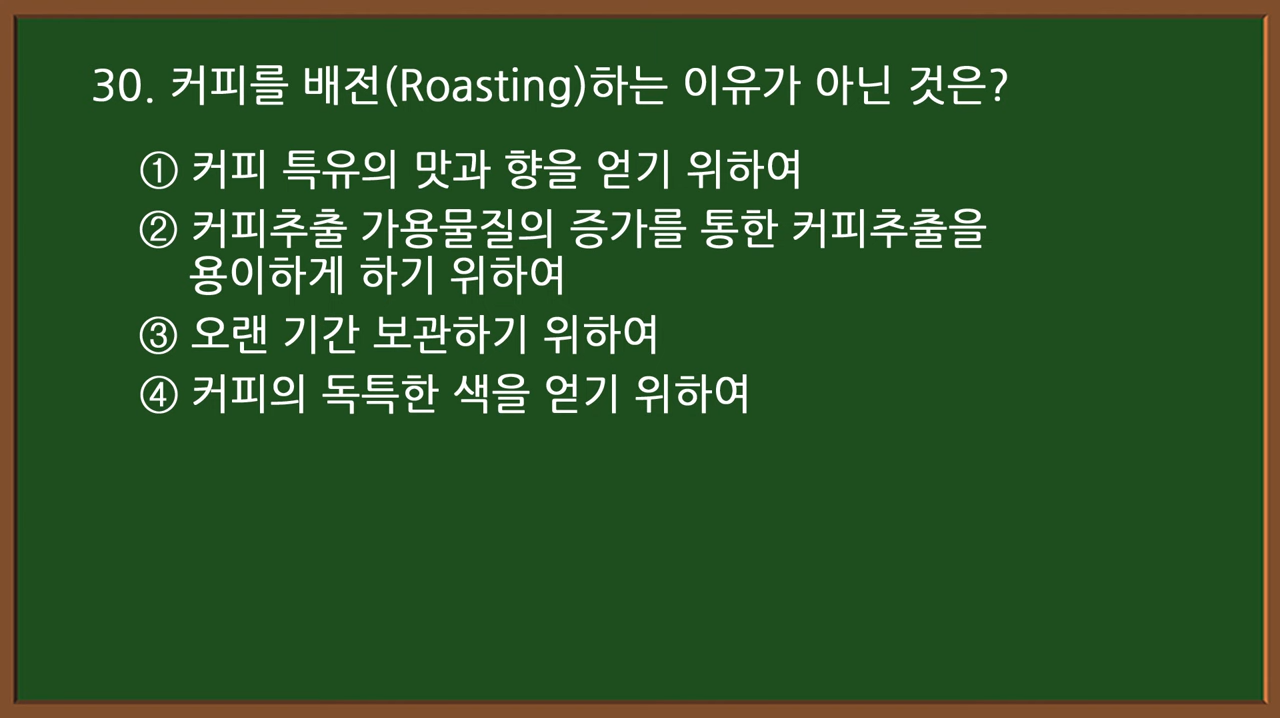 30. 커피를 배전(Roasting)하는 이유가 아닌 것은?
① 커피 특유의 맛과 향을 얻기 위하여
② 커피추출 가용물질의 증가를 통한 커피추출을
용이하게 하기 위하여
③ 오랜 기간 보관하기 위하여
④ 커피의 독특한 색을 얻기 위하여